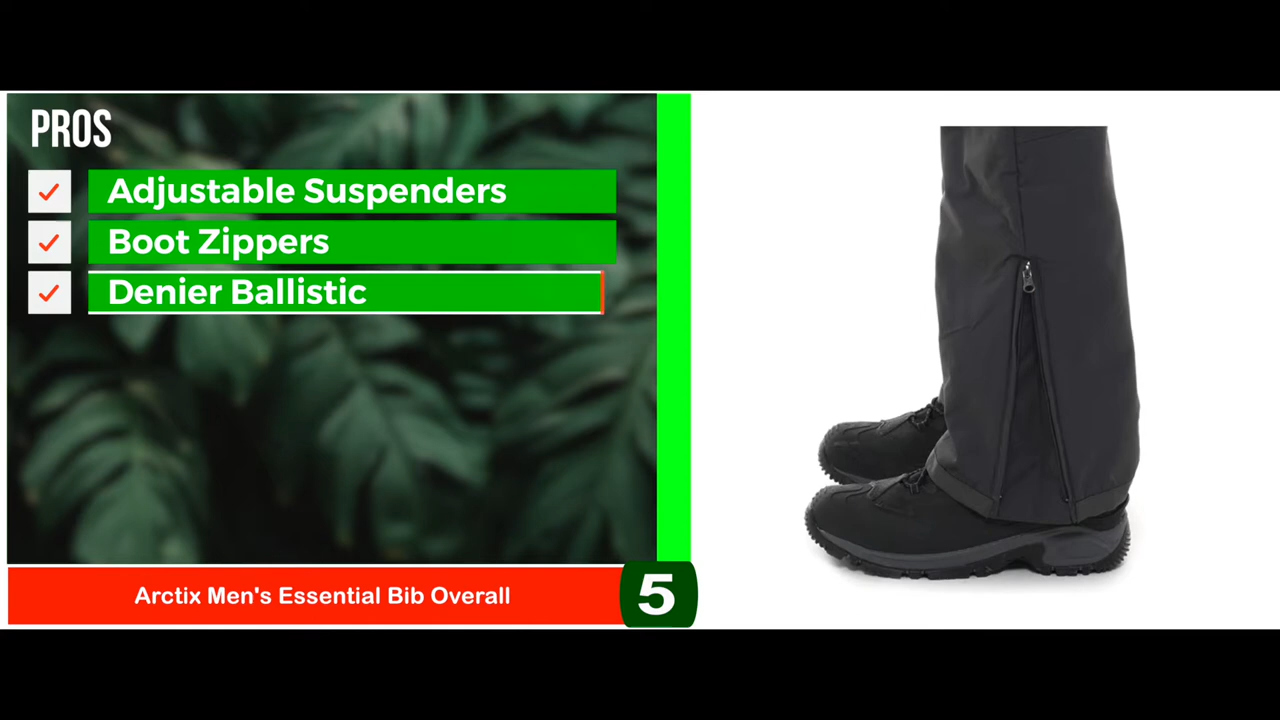 PROS
Adjustable Suspenders
Boot Zippers
Denier Ballistic
Arctix Men's Essential Bib Overall
5